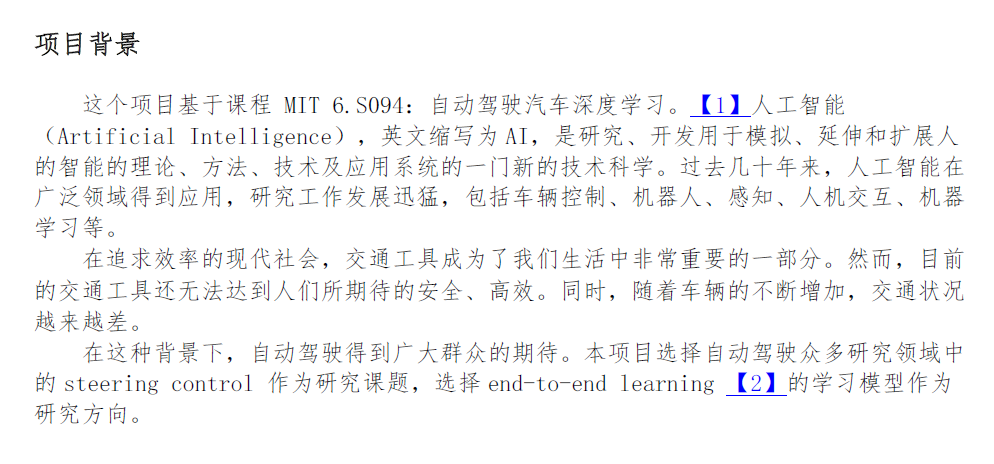 项目背景
这个项目基于课程 MIT 6.S094：自动驾驶汽车深度学习。【1】人工智能
（Artificial Intelligence），英文缩写为 AI，是研究、开发用于模拟、延伸和扩展人
的智能的理论、方法、技术及应用系统的一门新的技术科学。过去几十年来，人工智能在
广泛领域得到应用，研究工作发展迅猛，包括车辆控制、机器人、感知、人机交互、机器
学习等。
在追求效率的现代社会，交通工具成为了我们生活中非常重要的一部分。然而，目前
的交通工具还无法达到人们所期待的安全、高效。同时，随着车辆的不断增加，交通状况
越来越差。
在这种背景下，自动驾驶得到广大群众的期待。本项目选择自动驾驶众多研究领域中
的 steering control 作为研究课题，选择 end-to-end learning 【2】的学习模型作为
研究方向。